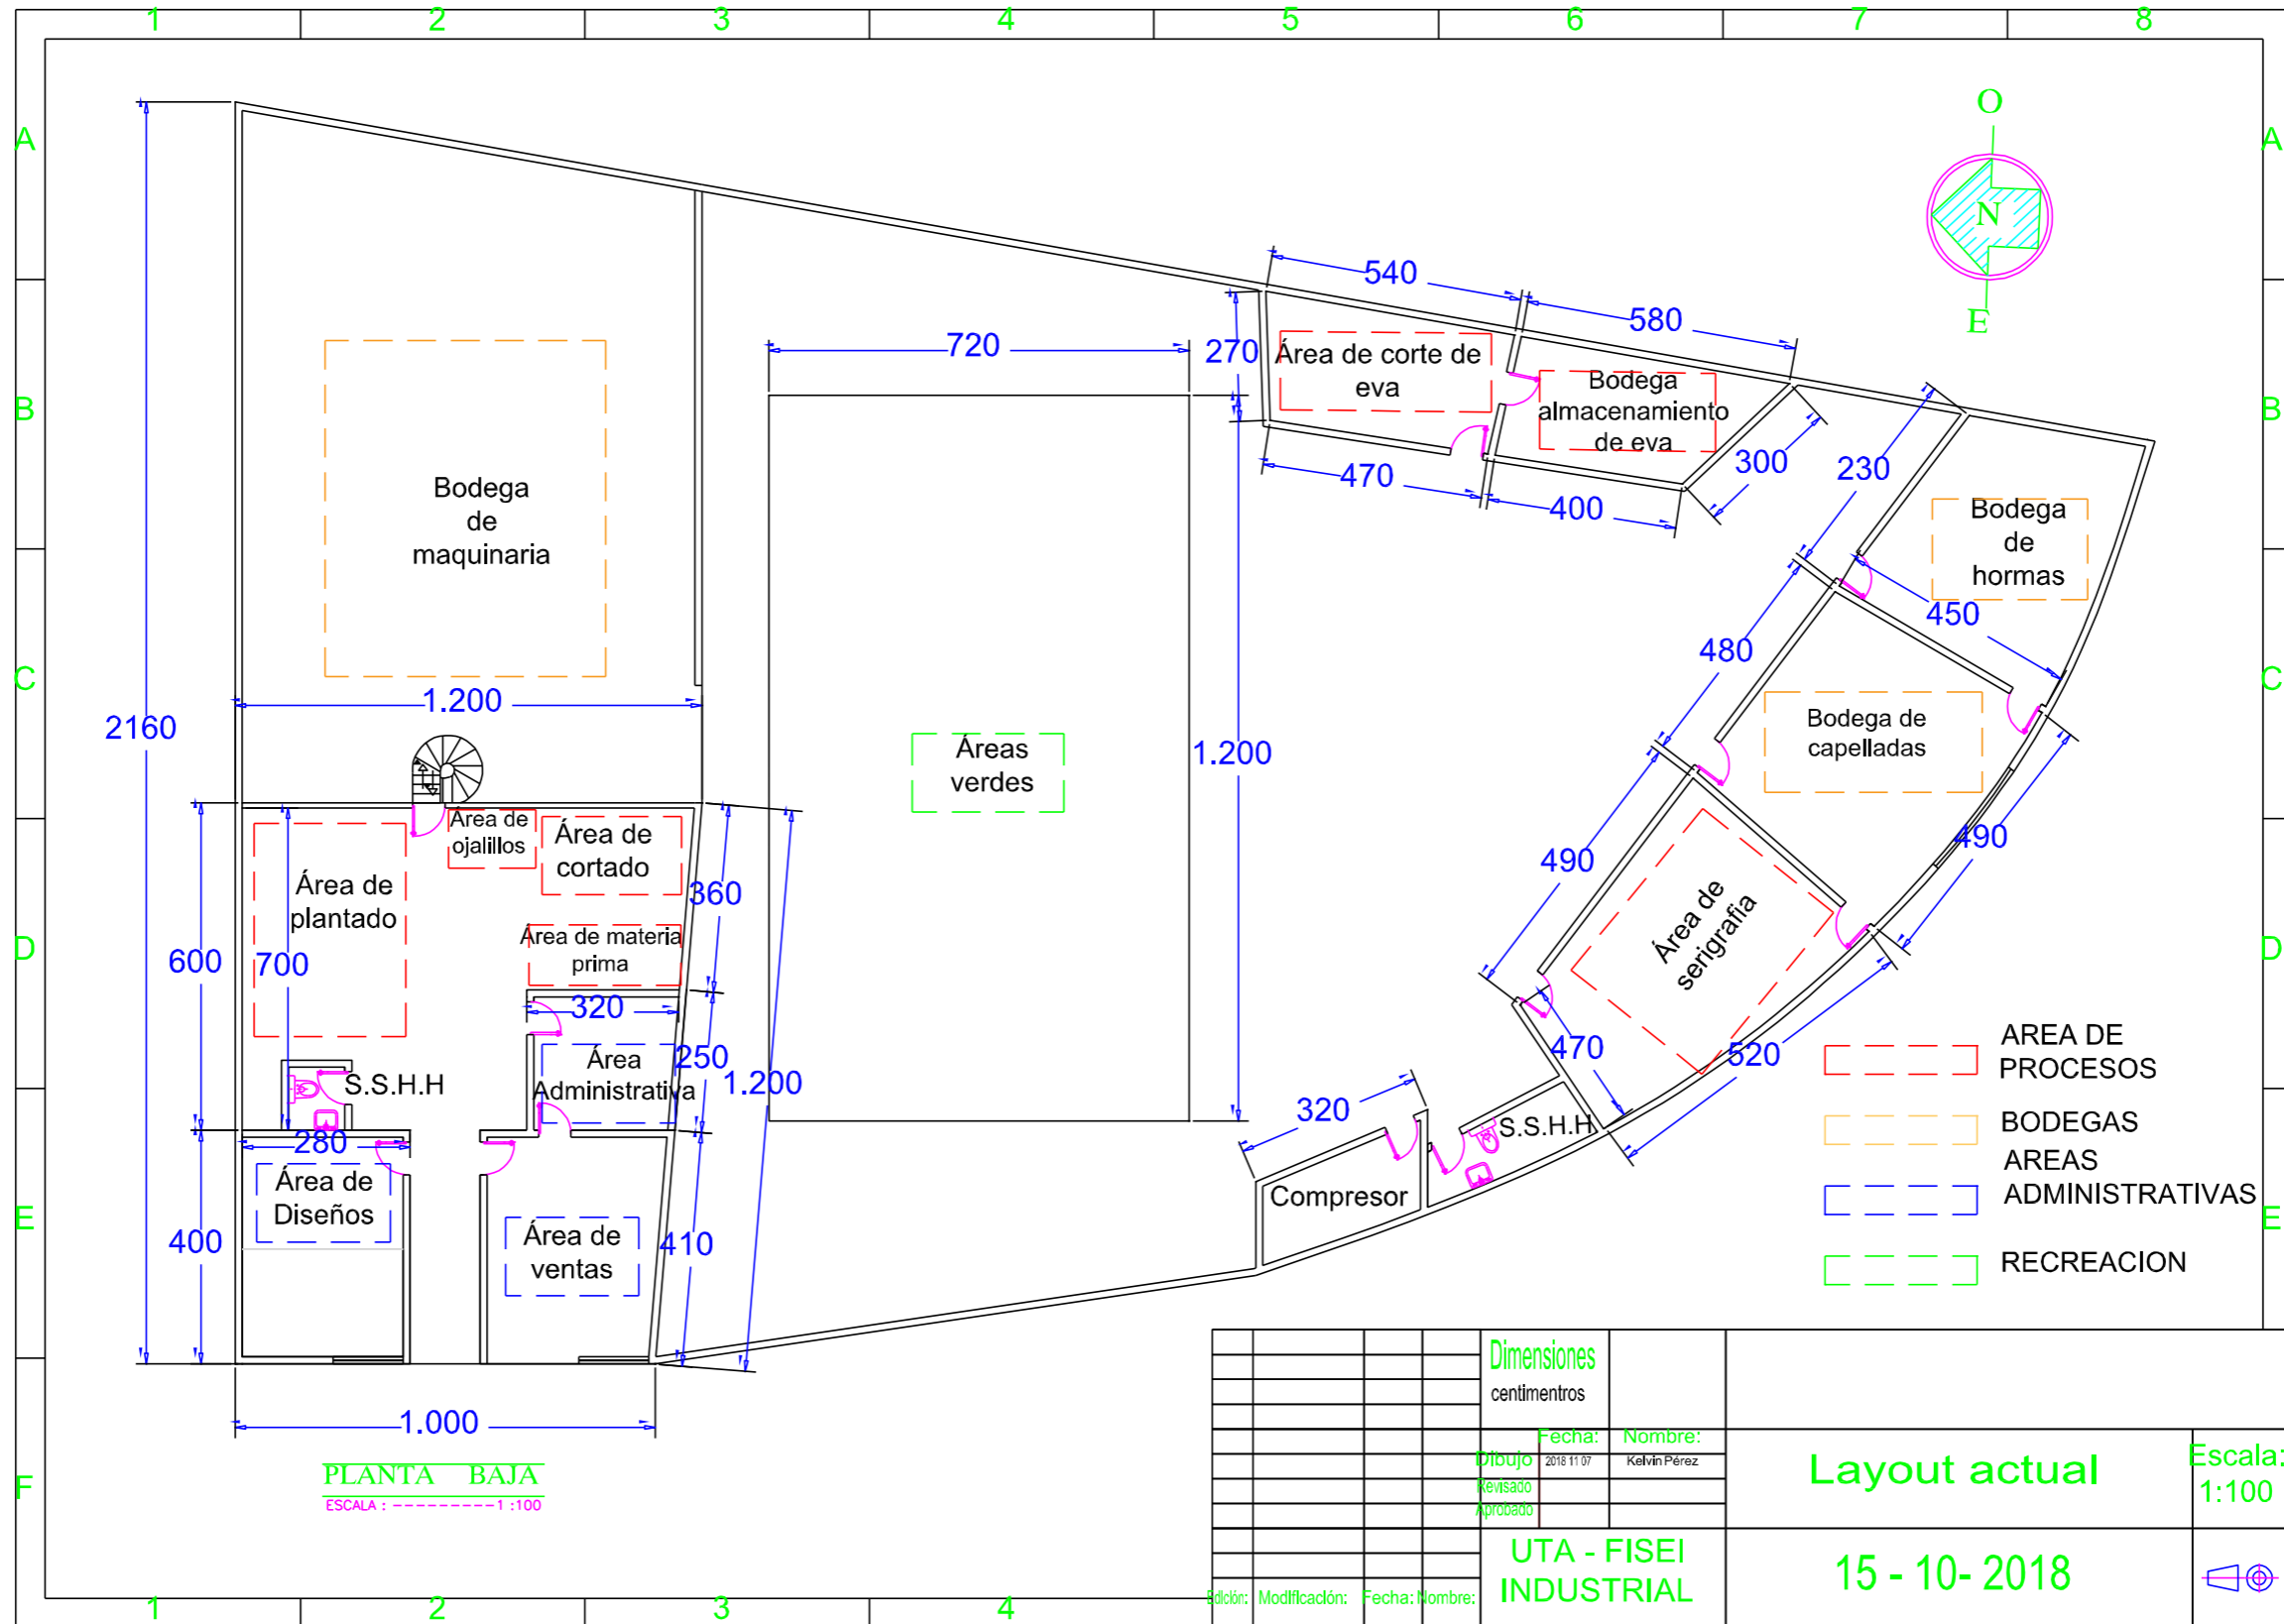 1 2 3 4 5 6 7 8
A A
B B
C C
D D
E E
F
O
N
E
2160
1.200
600
700
400
280
1.000
320
360
250
410
1.200
720
1.200
270
540
580
470
400
300
230
450
480
490
490
470
520
320
Bodega
de
maquinaria
Área de corte de
eva
Bodega
almacenamiento
de eva
Bodega
de
hormas
Bodega de
capelladas
Áreas
verdes
Área de
ojalillos
Área de
cortado
Área de
plantado
Área de materia
prima
Área
Administrativa
S.S.H.H
Área de
Diseños
Área de
ventas
Área de
serigrafia
S.S.H.H
Compresor
AREA DE
PROCESOS
BODEGAS
AREAS
ADMINISTRATIVAS
RECREACION
PLANTA BAJA
ESCALA : ----------1 :100
Dimensiones
centimentros
Fecha: Nombre:
Dibujo 2018 11 07 Kelvin Pérez
Revisado
Aprobado
Layout actual
Escala:
1:100
UTA - FISEI
INDUSTRIAL
15 - 10- 2018
Edición: Modificación: Fecha: Nombre:
1 2 3 4